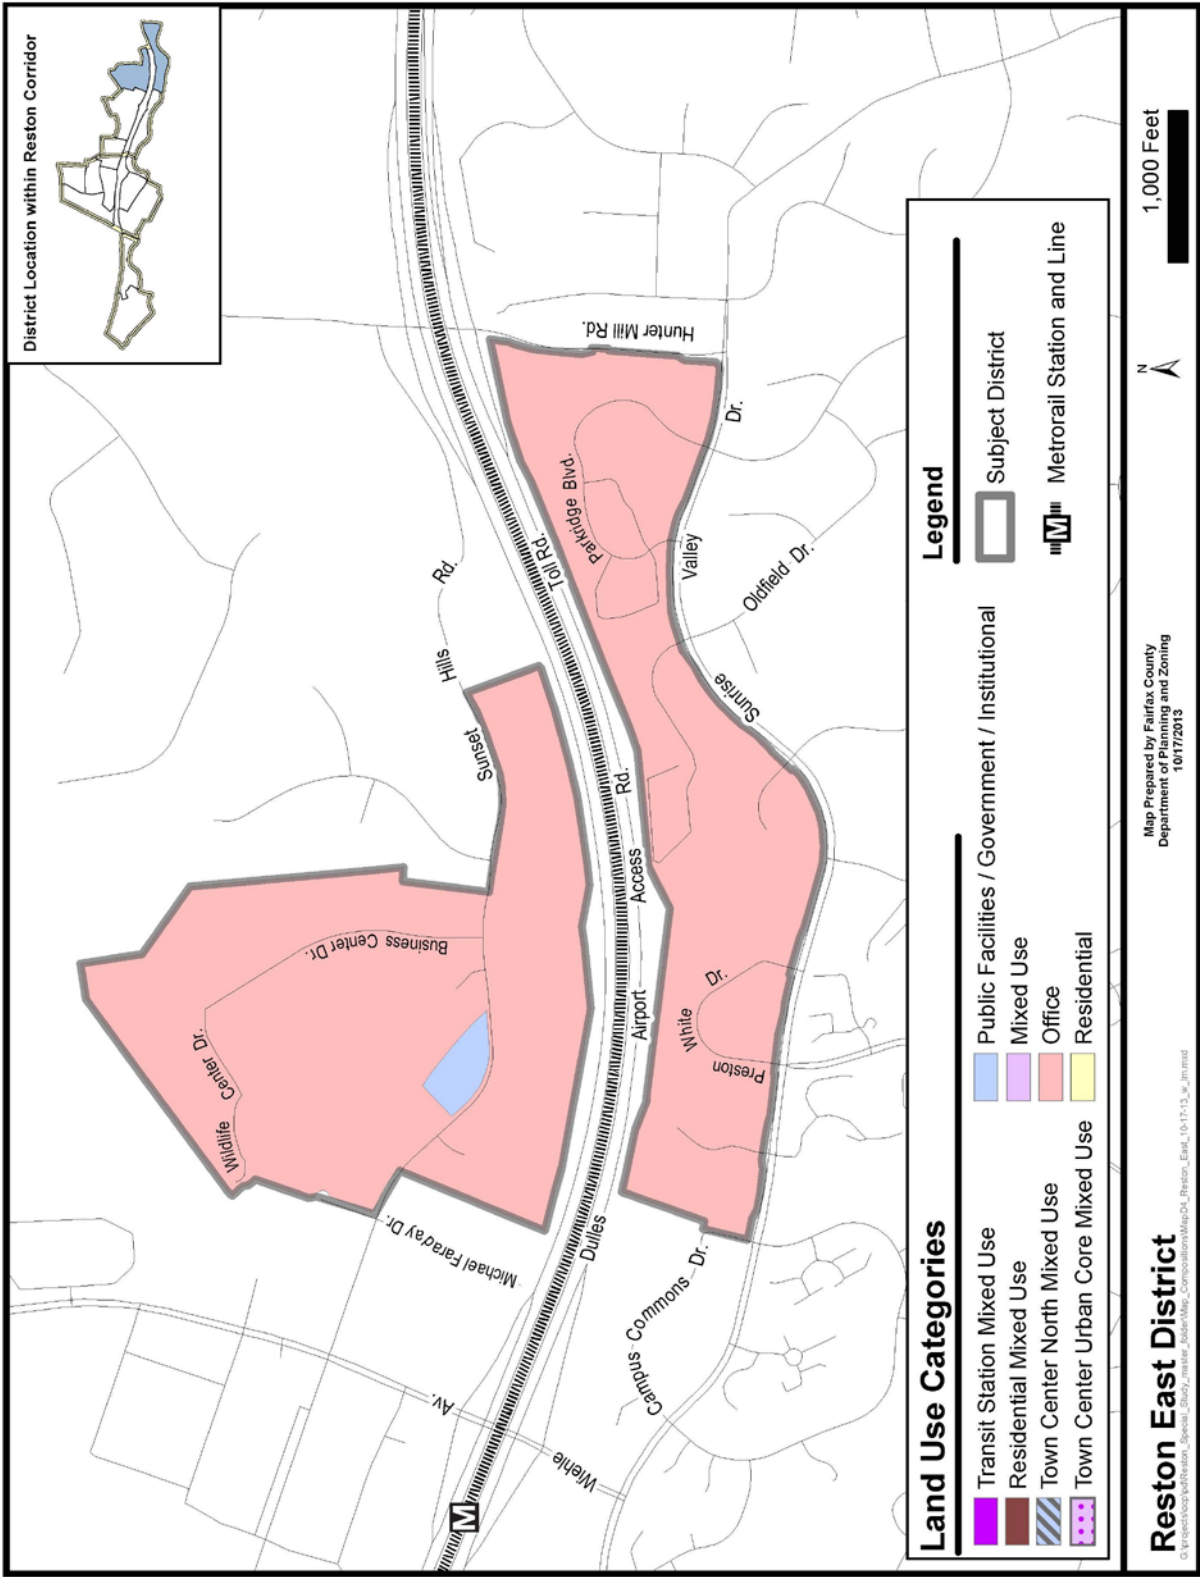 District Location within Reston Corridor
Wiehle
Av.
Michael Faraday Dr.
Wildlife
Center Dr.
Business Center Dr.
Sunset
Hills
Rd.
Hunter Mill Rd.
Dulles
Airport
Access
Rd.
Toll Rd.
Parkridge Blvd.
Campus Commons
Dr.
Preston
White
Dr.
Sunrise
Valley
Dr.
Oldfield Dr.
M
Land Use Categories
Transit Station Mixed Use
Residential Mixed Use
Town Center North Mixed Use
Town Center Urban Core Mixed Use
Public Facilities / Government / Institutional
Mixed Use
Office
Residential
Legend
Subject District
M
Metrorail Station and Line
Reston East District
Map Prepared by Fairfax County
Department of Planning and Zoning
10/17/2013
N
1,000 Feet